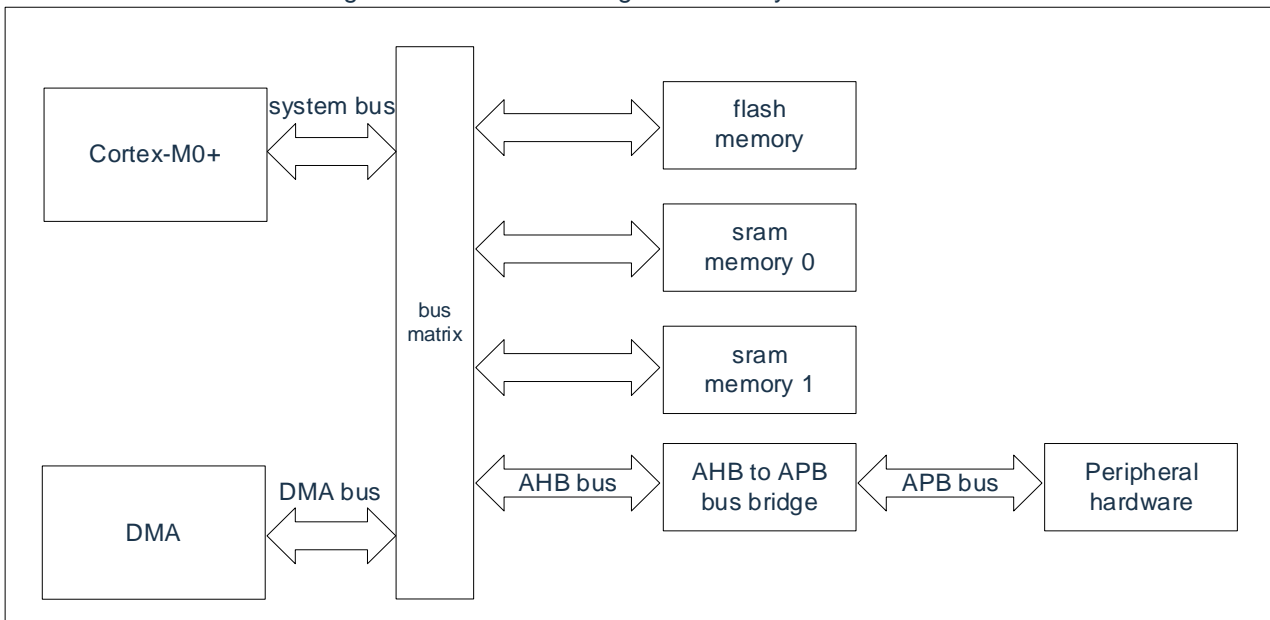 system bus
Cortex-M0+
flash
memory
sram
memory 0
bus
matrix
sram
memory 1
DMA bus
DMA
AHB bus
AHB to APB
bus bridge
APB bus
Peripheral
hardware